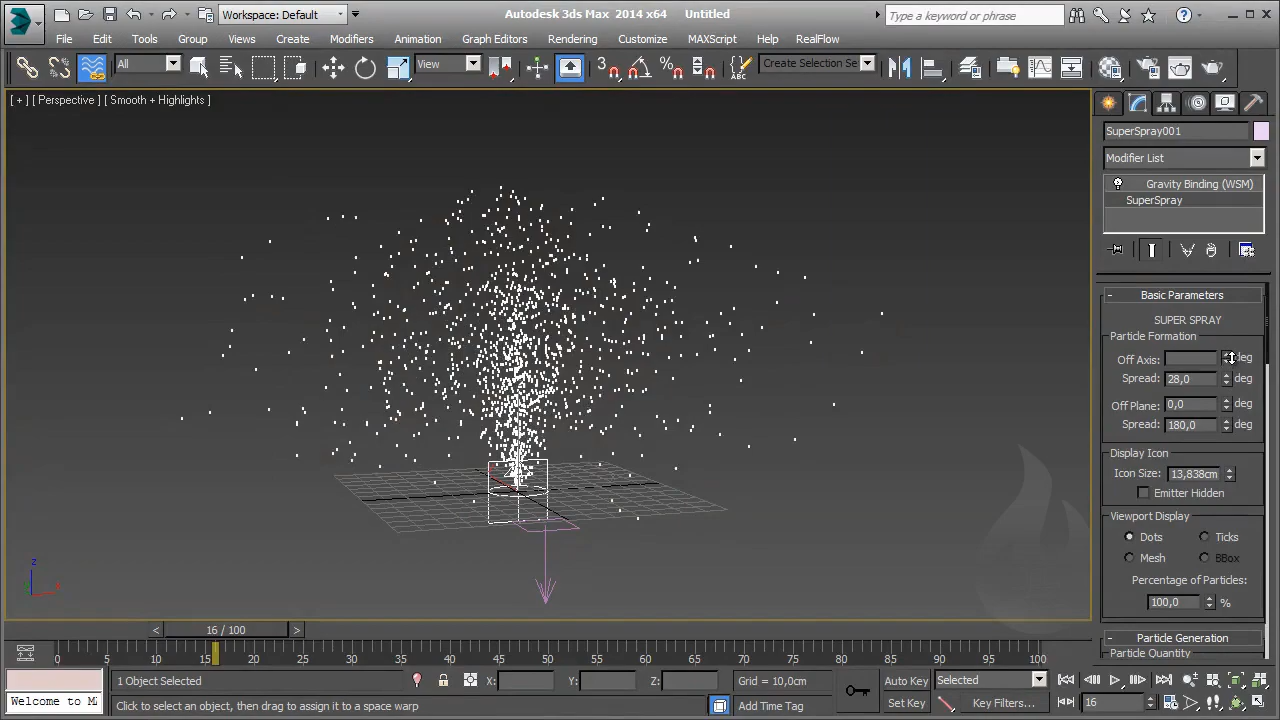 Workspace: Default
Autodesk 3ds Max 2014 x64 Untitled
Type a keyword or phrase
File Edit Tools Group Views Create Modifiers Animation Graph Editors Rendering Customize MAXScript Help RealFlow
All
View
3
Create Selection Se
[ + ] [ Perspective ] [ Smooth + Highlights ]
SuperSpray001
Modifier List
Gravity Binding (WSM)
SuperSpray
- Basic Parameters
SUPER SPRAY
Particle Formation
Off Axis: deg
Spread: 28,0 deg
Off Plane: 0,0 deg
Spread: 180,0 deg
Display Icon
Icon Size: 13,838cm
Emitter Hidden
Viewport Display
Dots Ticks
Mesh BBox
Percentage of Particles:
100,0 %
- Particle Generation
Particle Quantity
z
x
< 16 / 100 >
0 5 10 15 20 25 30 35 40 45 50 55 60 65 70 75 80 85 90 95 100
1 Object Selected X: Y: Z: Grid = 10,0cm Auto Key Selected
Welcome to M
Click to select an object, then drag to assign it to a space warp Add Time Tag Set Key Key Filters... 16